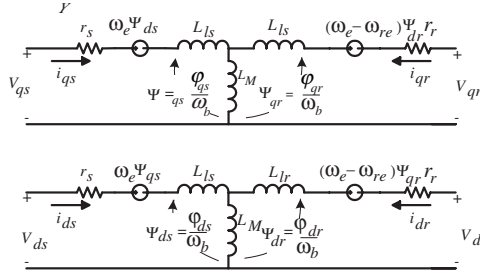 Y
r_s ω_eΨ_ds L_ls L_ls (ω_e−ω_re)Ψ_dr r_r
+ i_qs φ_qs L_M φ_qr i_qr +
V_qs Ψ=_qs ω_b Ψ_qr = ω_b V_qr
- -
r_s ω_eΨ_qs L_ls L_lr (ω_e−ω_re)Ψ_qr r_r
+ i_ds φ_ds L_M φ_dr i_dr +
V_ds Ψ_ds= ω_b Ψ_dr = ω_b V_d
- -